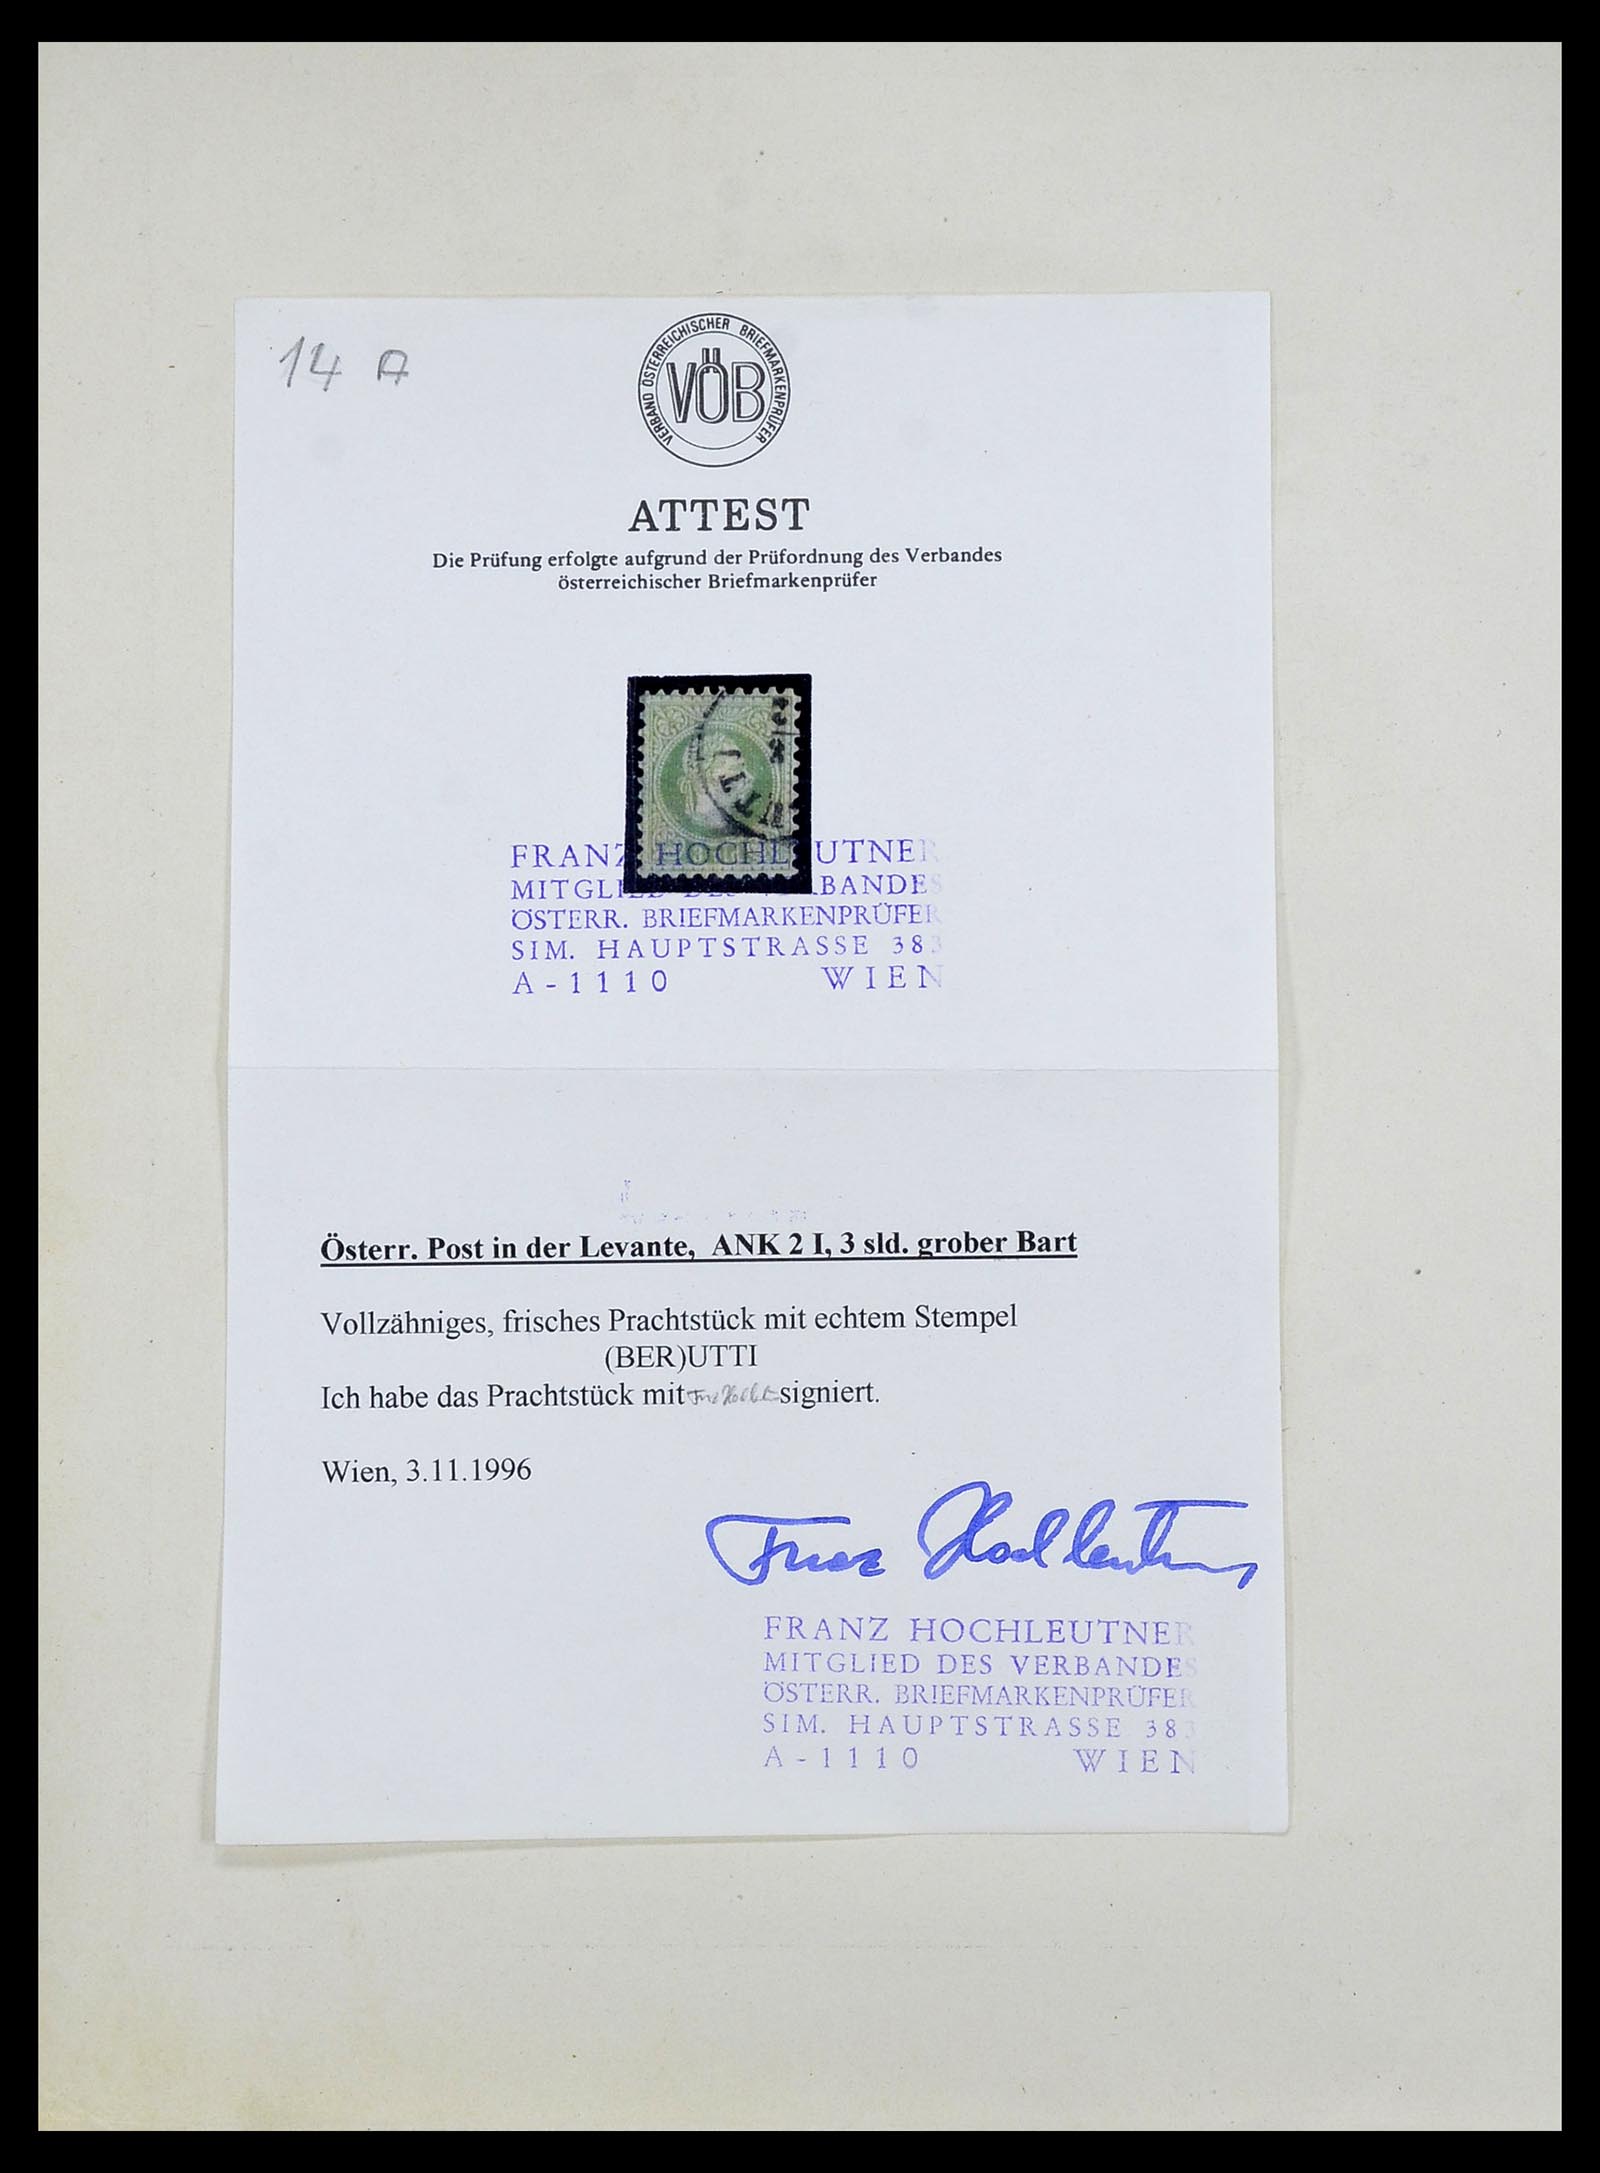 14 A
VERBAND ÖSTERREICHISCHER BRIEFMARKENPRÜFER
VÖB
ATTEST
Die Prüfung erfolgte aufgrund der Prüfordnung des Verbandes
österreichischer Briefmarkenprüfer
UTTI
FRANZ HOCHLEUTNER
MITGLIED DES VERBANDES
ÖSTERR. BRIEFMARKENPRÜFER
SIM. HAUPTSTRASSE 383
A-1110 WIEN
Österr. Post in der Levante, ANK 2 I, 3 sld. grober Bart
Vollzähniges, frisches Prachtstück mit echtem Stempel
(BER)UTTI
Ich habe das Prachtstück mit signiert.
Wien, 3.11.1996
Franz Hochleutner
FRANZ HOCHLEUTNER
MITGLIED DES VERBANDES
ÖSTERR. BRIEFMARKENPRÜFER
SIM. HAUPTSTRASSE 383
A-1110 WIEN